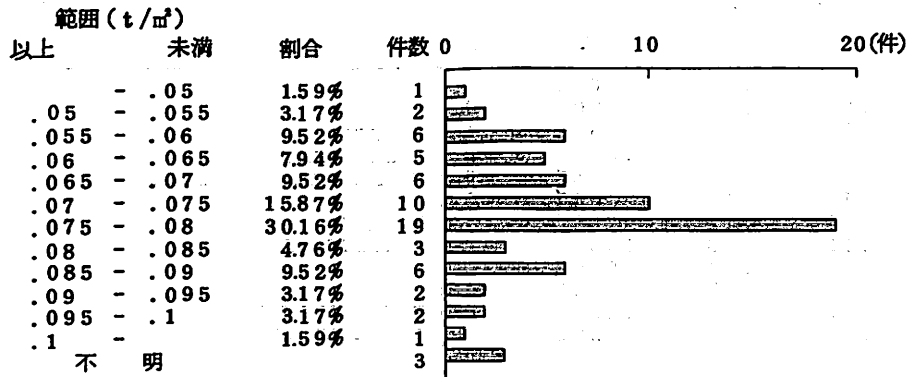 範囲(t/㎡)
以上 未満 割合 件数 0 10 20(件)
- .05 1.59% 1
.05 - .055 3.17% 2
.055 - .06 9.52% 6
.06 - .065 7.94% 5
.065 - .07 9.52% 6
.07 - .075 15.87% 10
.075 - .08 30.16% 19
.08 - .085 4.76% 3
.085 - .09 9.52% 6
.09 - .095 3.17% 2
.095 - .1 3.17% 2
.1 - 1.59% 1
不明 3